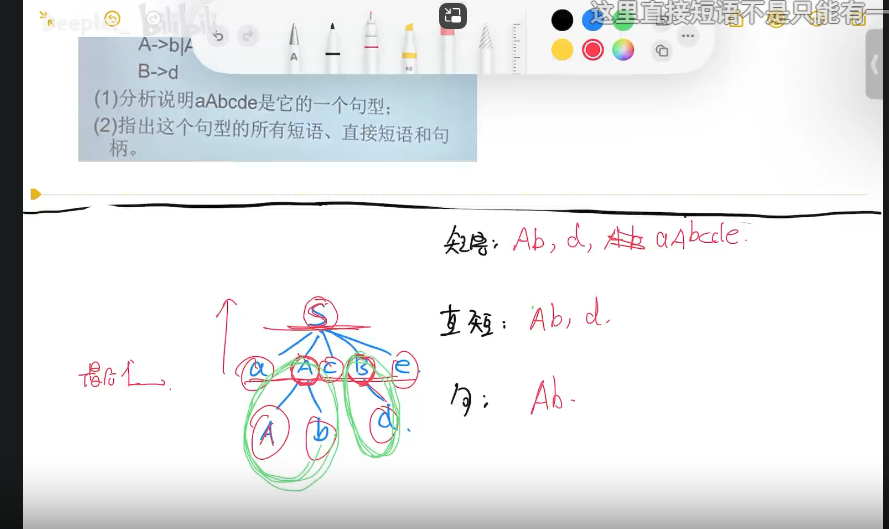 这里直接短语不是只能有一
bilibili
A->b|A
B->d
(1)分析说明aAbcde是它的一个句型;
(2)指出这个句型的所有短语、直接短语和句
柄。
短语: Ab, d, aAbcde.
S
直短: Ab, d.
a A c B e
A b d
句: Ab.